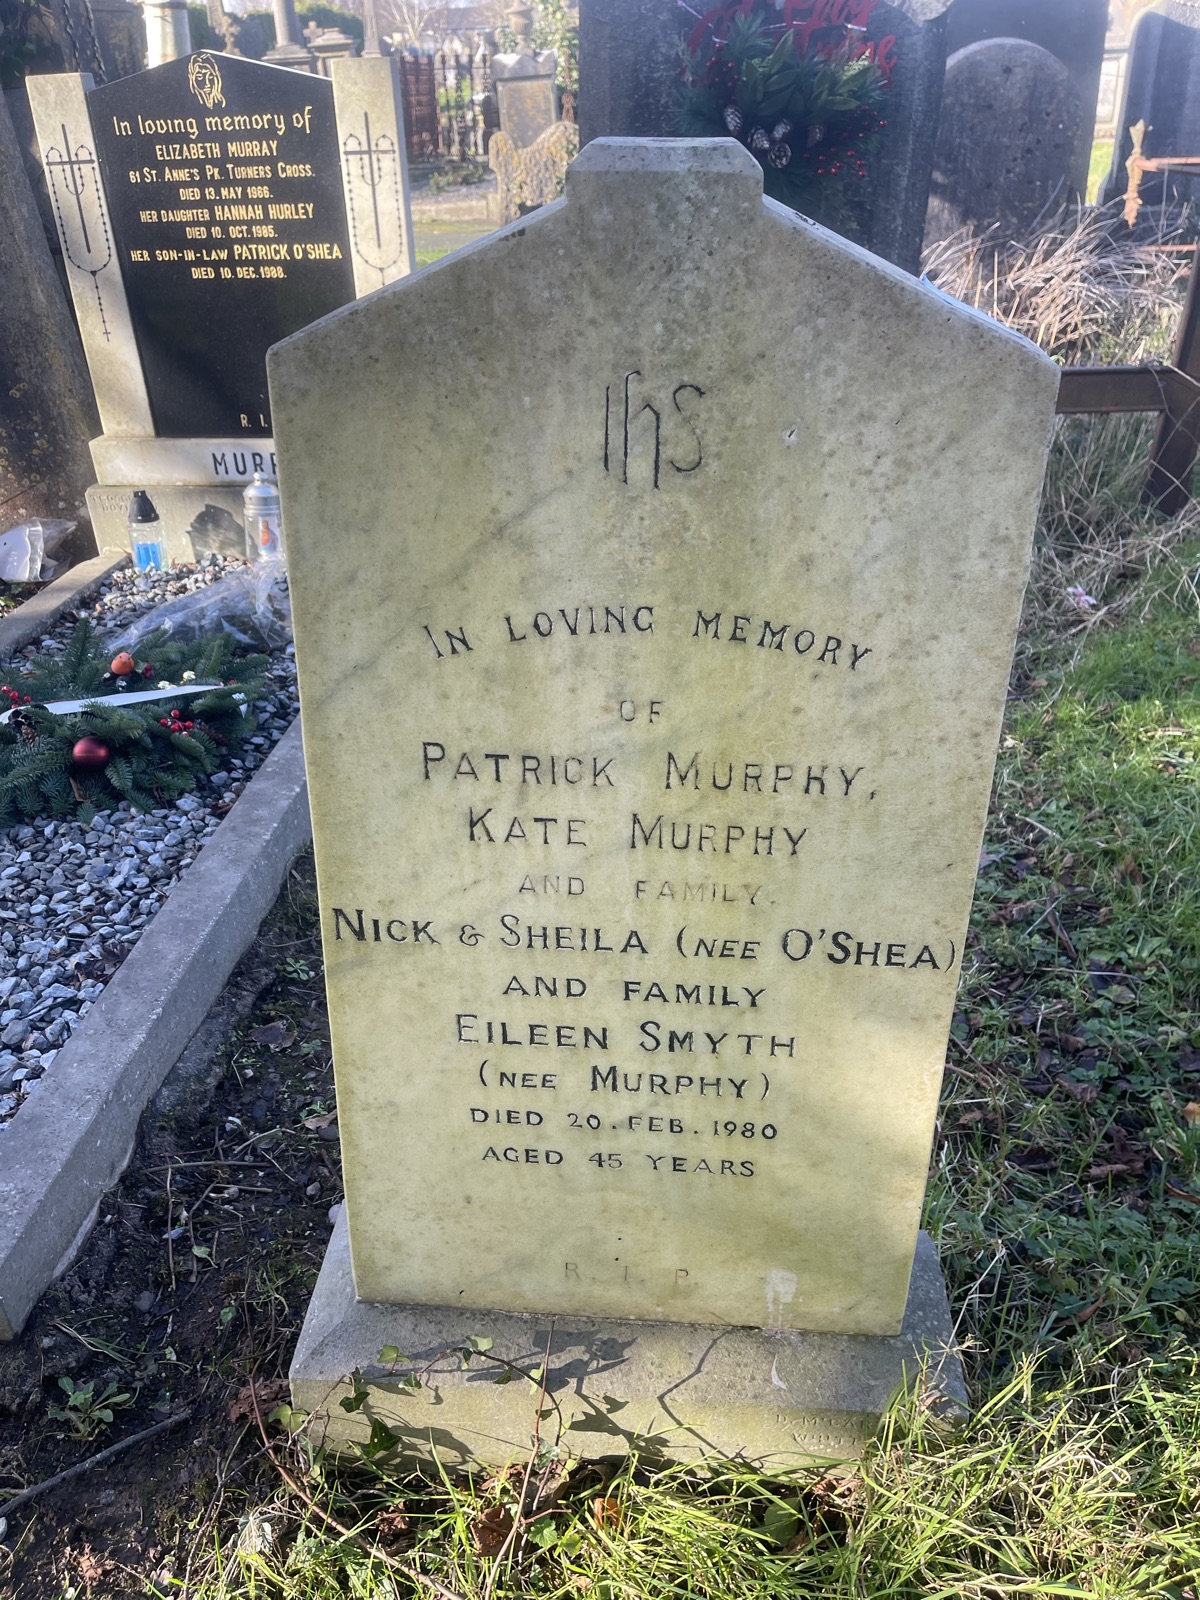 In loving memory of
ELIZABETH MURRAY
61 ST. ANNE'S PK. TURNERS CROSS.
DIED 13. MAY 1966.
HER DAUGHTER HANNAH HURLEY
DIED 10. OCT. 1985.
HER SON-IN-LAW PATRICK O'SHEA
DIED 10. DEC. 1988.
R. I.
IHS
IN LOVING MEMORY
OF
PATRICK MURPHY,
KATE MURPHY
AND FAMILY.
NICK & SHEILA (NEE O'SHEA)
AND FAMILY
EILEEN SMYTH
(NEE MURPHY)
DIED 20. FEB. 1980
AGED 45 YEARS
R. I. P.